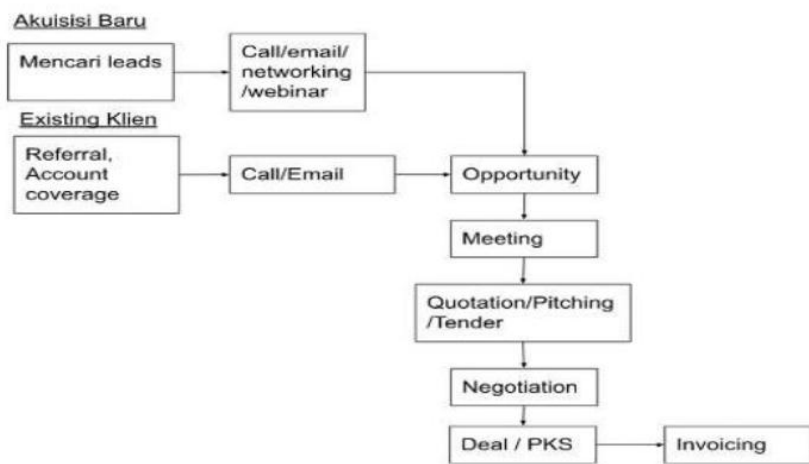 Akuisisi Baru
Mencari leads
Call/email/
networking
/webinar
Existing Klien
Referral,
Account
coverage
Call/Email
Opportunity
Meeting
Quotation/Pitching
/Tender
Negotiation
Deal / PKS
Invoicing